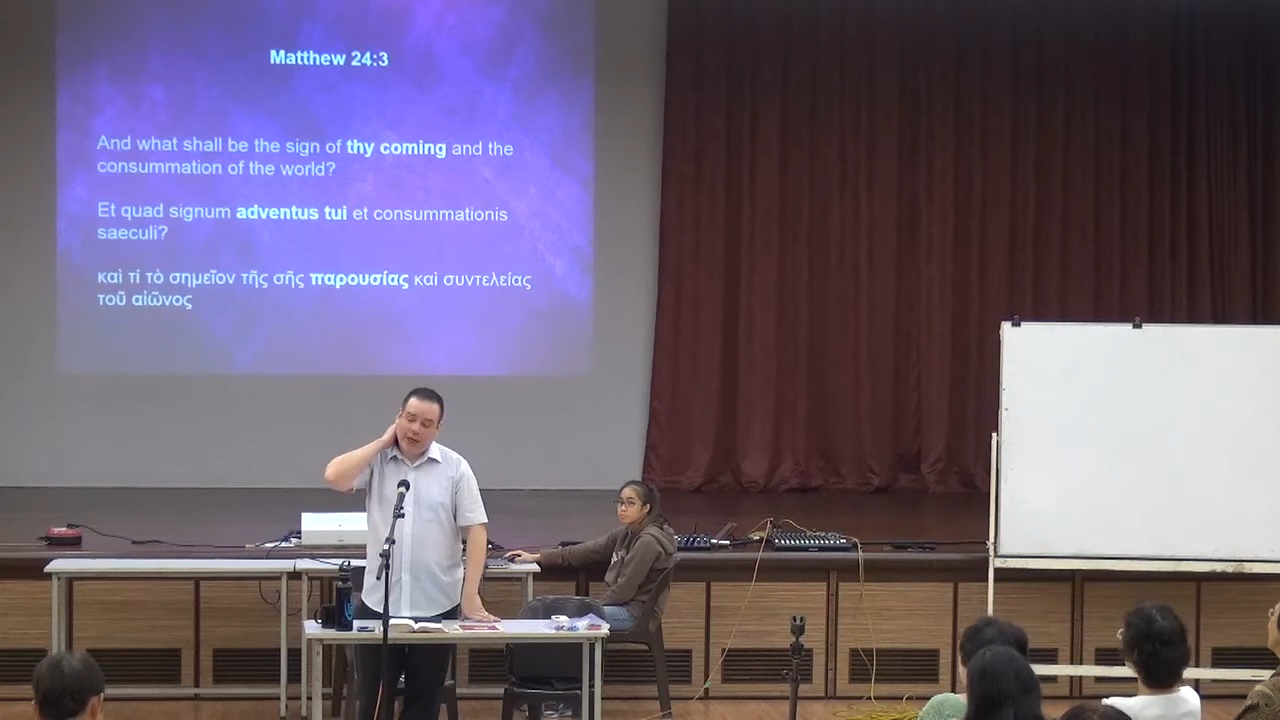 Matthew 24:3
And what shall be the sign of thy coming and the
consummation of the world?
Et quad signum adventus tui et consummationis
saeculi?
καὶ τί τὸ σημεῖον τῆς σῆς παρουσίας καὶ συντελείας
τοῦ αἰῶνος